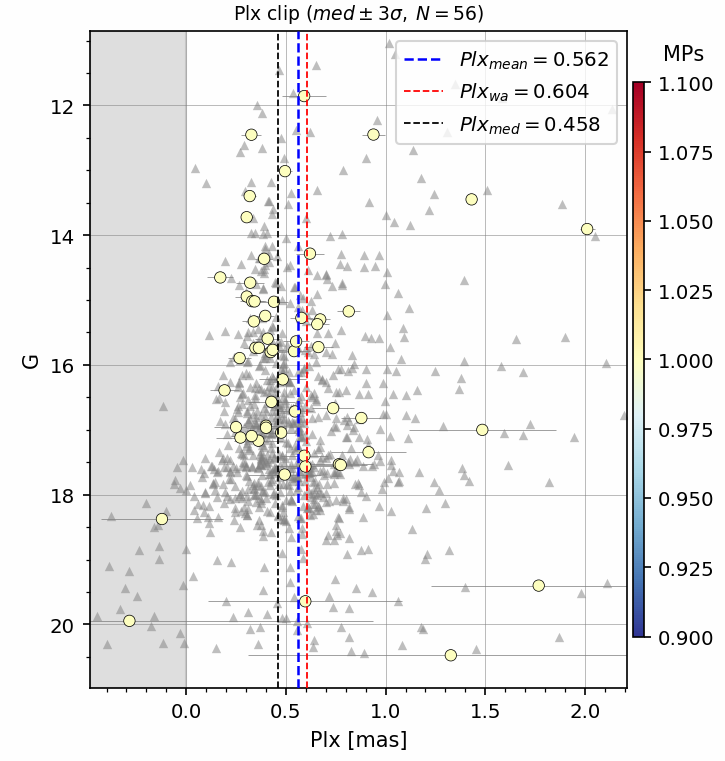 Plx clip (med ± 3σ, N = 56)
MPs
Plx_mean = 0.562
Plx_wa = 0.604
Plx_med = 0.458
12
14
16
18
20
G
0.0 0.5 1.0 1.5 2.0
Plx [mas]
1.100
1.075
1.050
1.025
1.000
0.975
0.950
0.925
0.900